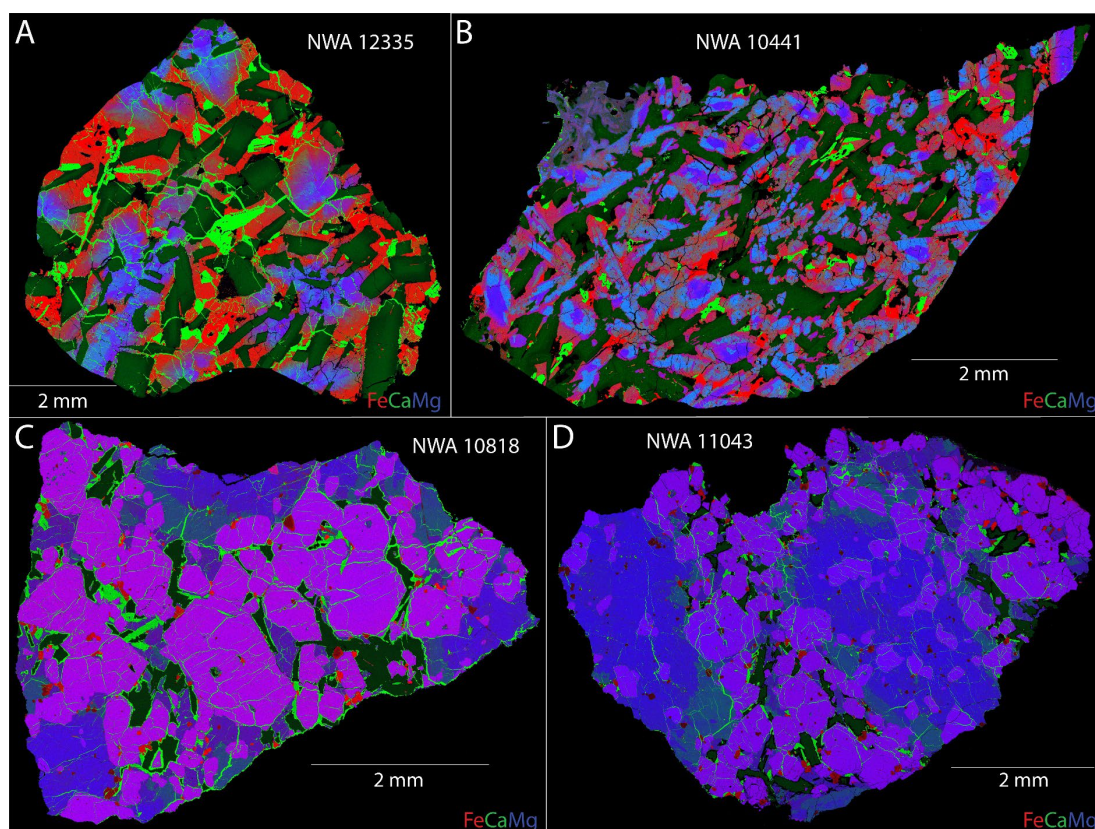 A
NWA 12335
2 mm
FeCaMg
B
NWA 10441
2 mm
FeCaMg
C
NWA 10818
2 mm
FeCaMg
D
NWA 11043
2 mm
FeCaMg